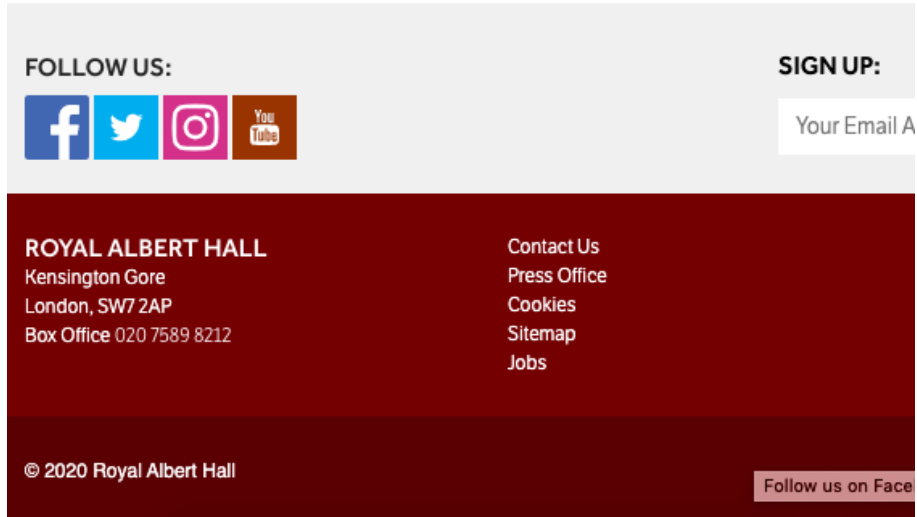 FOLLOW US:
You
Tube
SIGN UP:
Your Email A
ROYAL ALBERT HALL
Kensington Gore
London, SW7 2AP
Box Office 020 7589 8212
Contact Us
Press Office
Cookies
Sitemap
Jobs
© 2020 Royal Albert Hall
Follow us on Face